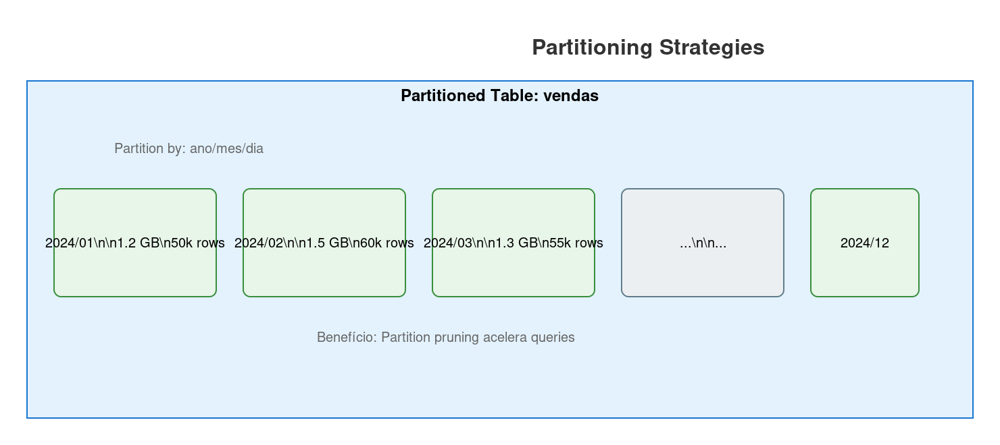 Partitioning Strategies
Partitioned Table: vendas
Partition by: ano/mes/dia
2024/01\n\n1.2 GB\n50k rows
2024/02\n\n1.5 GB\n60k rows
2024/03\n\n1.3 GB\n55k rows
...\n\n...
2024/12
Benefício: Partition pruning acelera queries